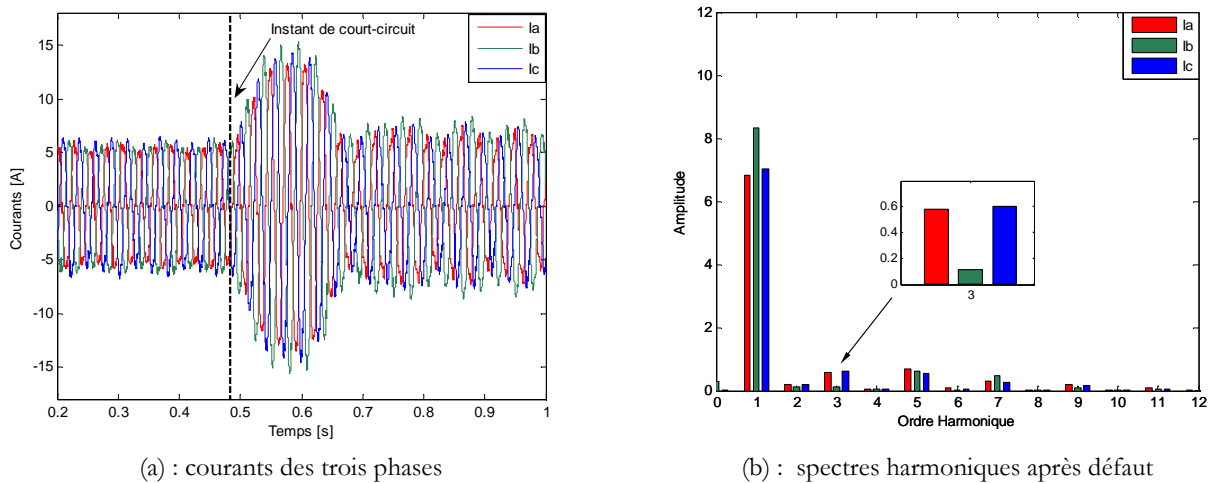 Instant de court-circuit
Ia
Ib
Ic
15
10
5
0
-5
-10
-15
Courants [A]
0.2 0.3 0.4 0.5 0.6 0.7 0.8 0.9 1
Temps [s]
(a) : courants des trois phases
Ia
Ib
Ic
12
10
8
6
4
2
0
Amplitude
0.6
0.4
0.2
0
3
0 1 2 3 4 5 6 7 8 9 10 11 12
Ordre Harmonique
(b) : spectres harmoniques après défaut